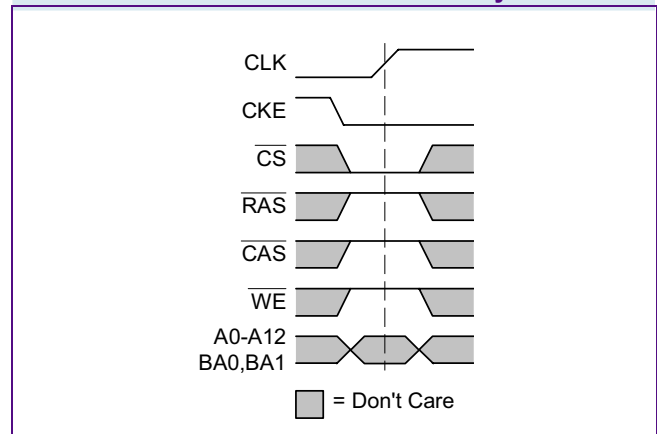 CLK
CKE
CS
RAS
CAS
WE
A0-A12
BA0,BA1
= Don't Care